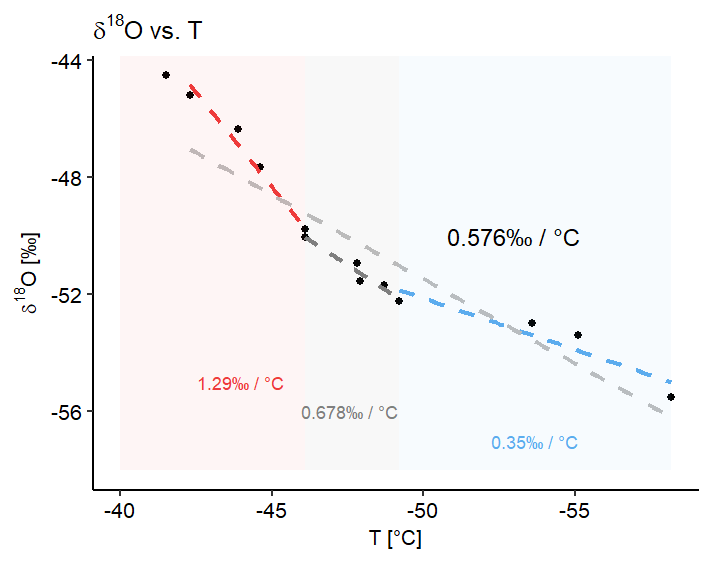 δ¹⁸O vs. T
-44
-48
-52
-56
δ¹⁸O [‰]
0.576‰ / °C
1.29‰ / °C
0.678‰ / °C
0.35‰ / °C
-40 -45 -50 -55
T [°C]